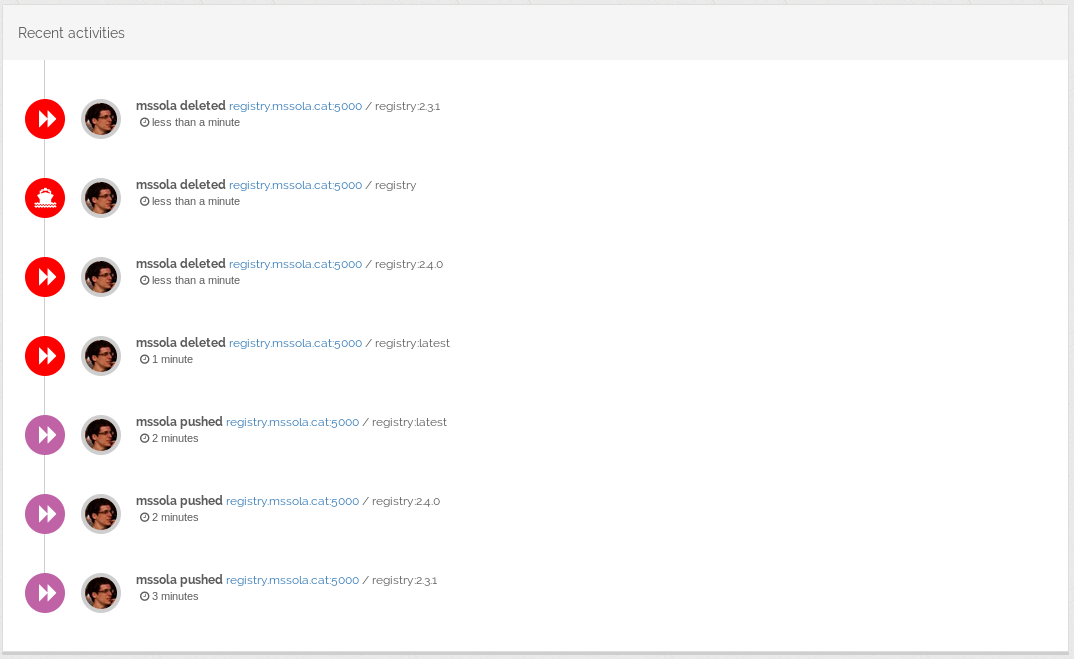 Recent activities
mssola deleted registry.mssola.cat:5000 / registry:2.3.1
less than a minute
mssola deleted registry.mssola.cat:5000 / registry
less than a minute
mssola deleted registry.mssola.cat:5000 / registry:2.4.0
less than a minute
mssola deleted registry.mssola.cat:5000 / registry:latest
1 minute
mssola pushed registry.mssola.cat:5000 / registry:latest
2 minutes
mssola pushed registry.mssola.cat:5000 / registry:2.4.0
2 minutes
mssola pushed registry.mssola.cat:5000 / registry:2.3.1
3 minutes